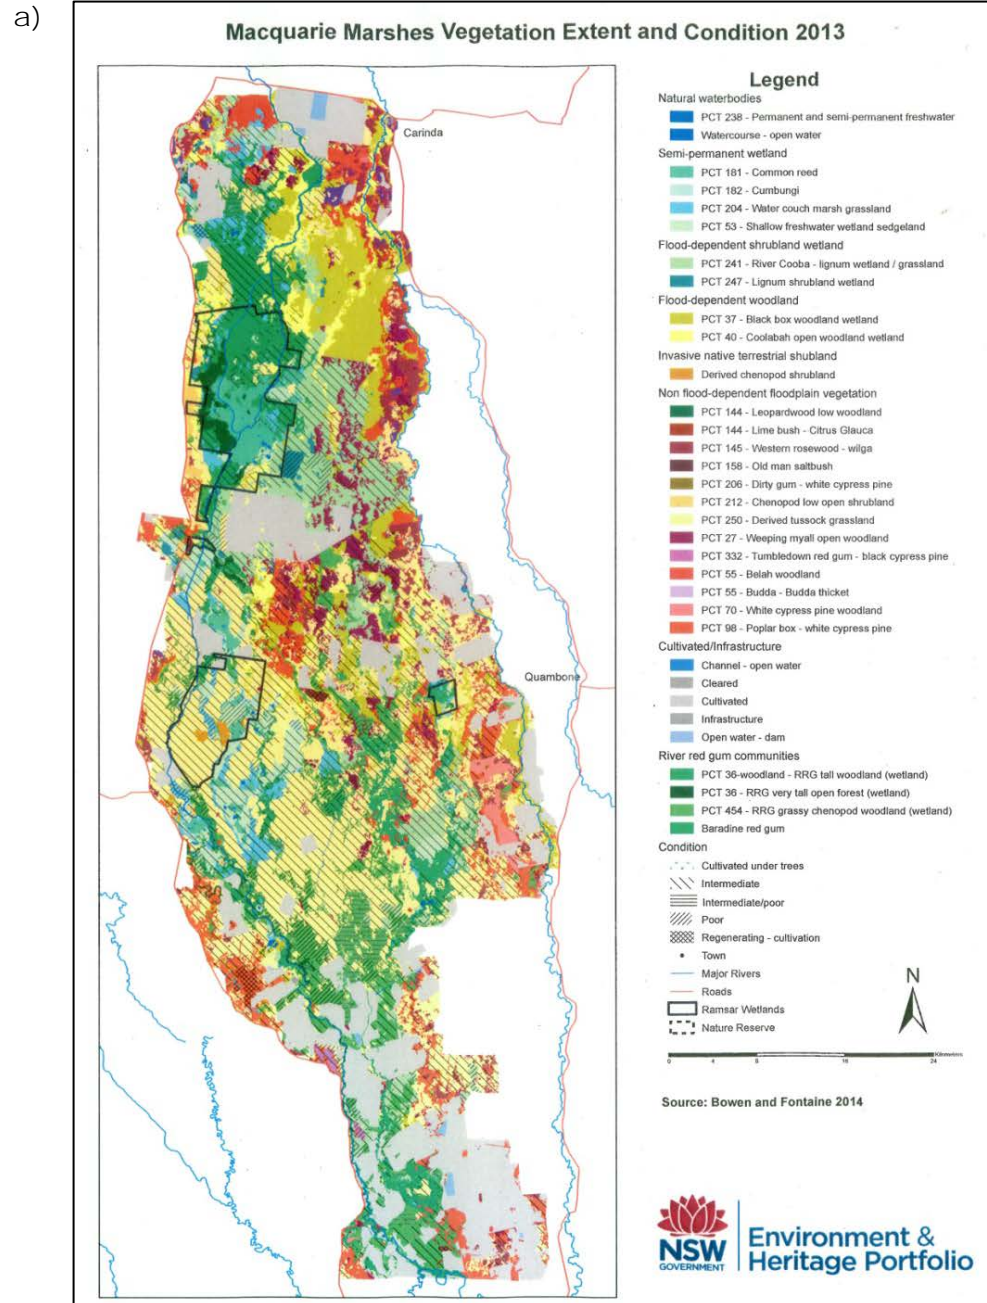 a)
Macquarie Marshes Vegetation Extent and Condition 2013
Carinda
Quambone
Legend
Natural waterbodies
PCT 238 - Permanent and semi-permanent freshwater
Watercourse - open water
Semi-permanent wetland
PCT 181 - Common reed
PCT 182 - Cumbungi
PCT 204 - Water couch marsh grassland
PCT 53 - Shallow freshwater wetland sedgeland
Flood-dependent shrubland wetland
PCT 241 - River Cooba - lignum wetland / grassland
PCT 247 - Lignum shrubland wetland
Flood-dependent woodland
PCT 37 - Black box woodland wetland
PCT 40 - Coolabah open woodland wetland
Invasive native terrestrial shubland
Derived chenopod shrubland
Non flood-dependent floodplain vegetation
PCT 144 - Leopardwood low woodland
PCT 144 - Lime bush - Citrus Glauca
PCT 145 - Western rosewood - wilga
PCT 158 - Old man saltbush
PCT 206 - Dirty gum - white cypress pine
PCT 212 - Chenopod low open shrubland
PCT 250 - Derived tussock grassland
PCT 27 - Weeping myall open woodland
PCT 332 - Tumbledown red gum - black cypress pine
PCT 55 - Belah woodland
PCT 55 - Budda - Budda thicket
PCT 70 - White cypress pine woodland
PCT 98 - Poplar box - white cypress pine
Cultivated/Infrastructure
Channel - open water
Cleared
Cultivated
Infrastructure
Open water - dam
River red gum communities
PCT 36-woodland - RRG tall woodland (wetland)
PCT 36 - RRG very tall open forest (wetland)
PCT 454 - RRG grassy chenopod woodland (wetland)
Baradine red gum
Condition
Cultivated under trees
Intermediate
Intermediate/poor
Poor
Regenerating - cultivation
Town
Major Rivers
Roads
Ramsar Wetlands
Nature Reserve
N
0 4 8 16 24 Kilometres
Source: Bowen and Fontaine 2014
NSW
GOVERNMENT
Environment &
Heritage Portfolio